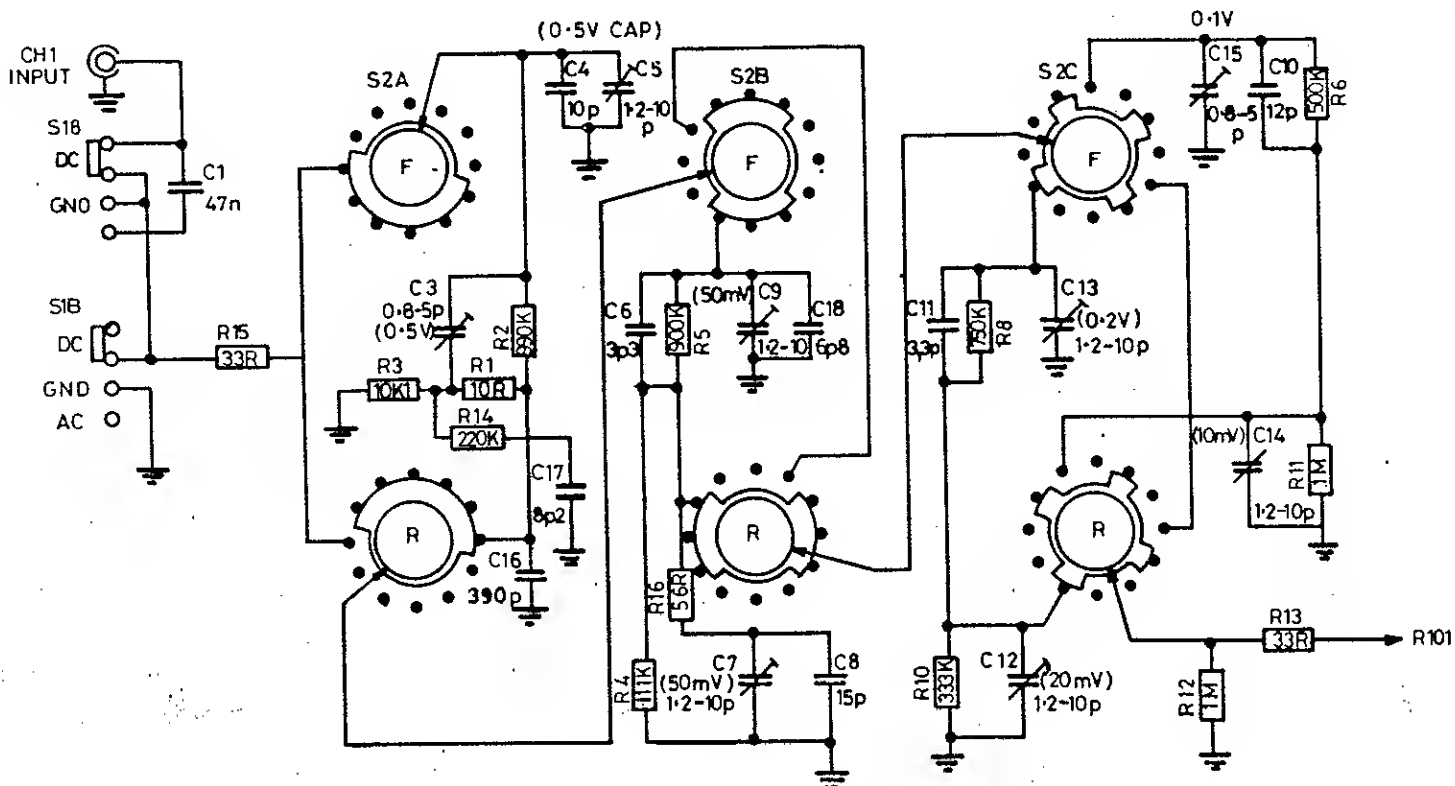 CH1
INPUT
S1B
DC
GND
C1
47n
S1B
DC
GND
AC
R15
33R
S2A
F
(0·5V CAP)
C4
10p
C5
1·2-10
p
C3
0·8-5p
(0·5V)
R2
990K
R3
10K1
R1
10R
R14
220K
C17
8p2
R
C16
390p
S2B
F
C6
3p3
R5
900K
(50mV)
C9
1·2-10
C18
6p8
R
R16
56R
R4
111K
C7
(50mV)
1·2-10p
C8
15p
S2C
F
0·1V
C15
0·8-5
p
C10
12p
R6
500K
C11
3,3p
R8
750K
C13
(0·2V)
1·2-10p
(10mV)
C14
1·2-10p
R11
1M
R
R10
333K
C12
(20mV)
1·2-10p
R13
33R
R101
R12
1M